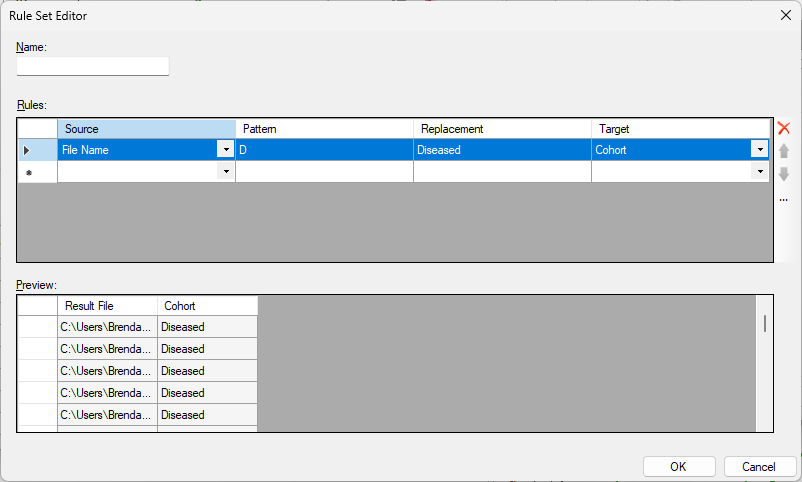 Rule Set Editor
Name:
Rules:
Source Pattern Replacement Target
File Name D Diseased Cohort
Preview:
Result File Cohort
C:\Users\Brenda... Diseased
C:\Users\Brenda... Diseased
C:\Users\Brenda... Diseased
C:\Users\Brenda... Diseased
C:\Users\Brenda... Diseased
OK Cancel